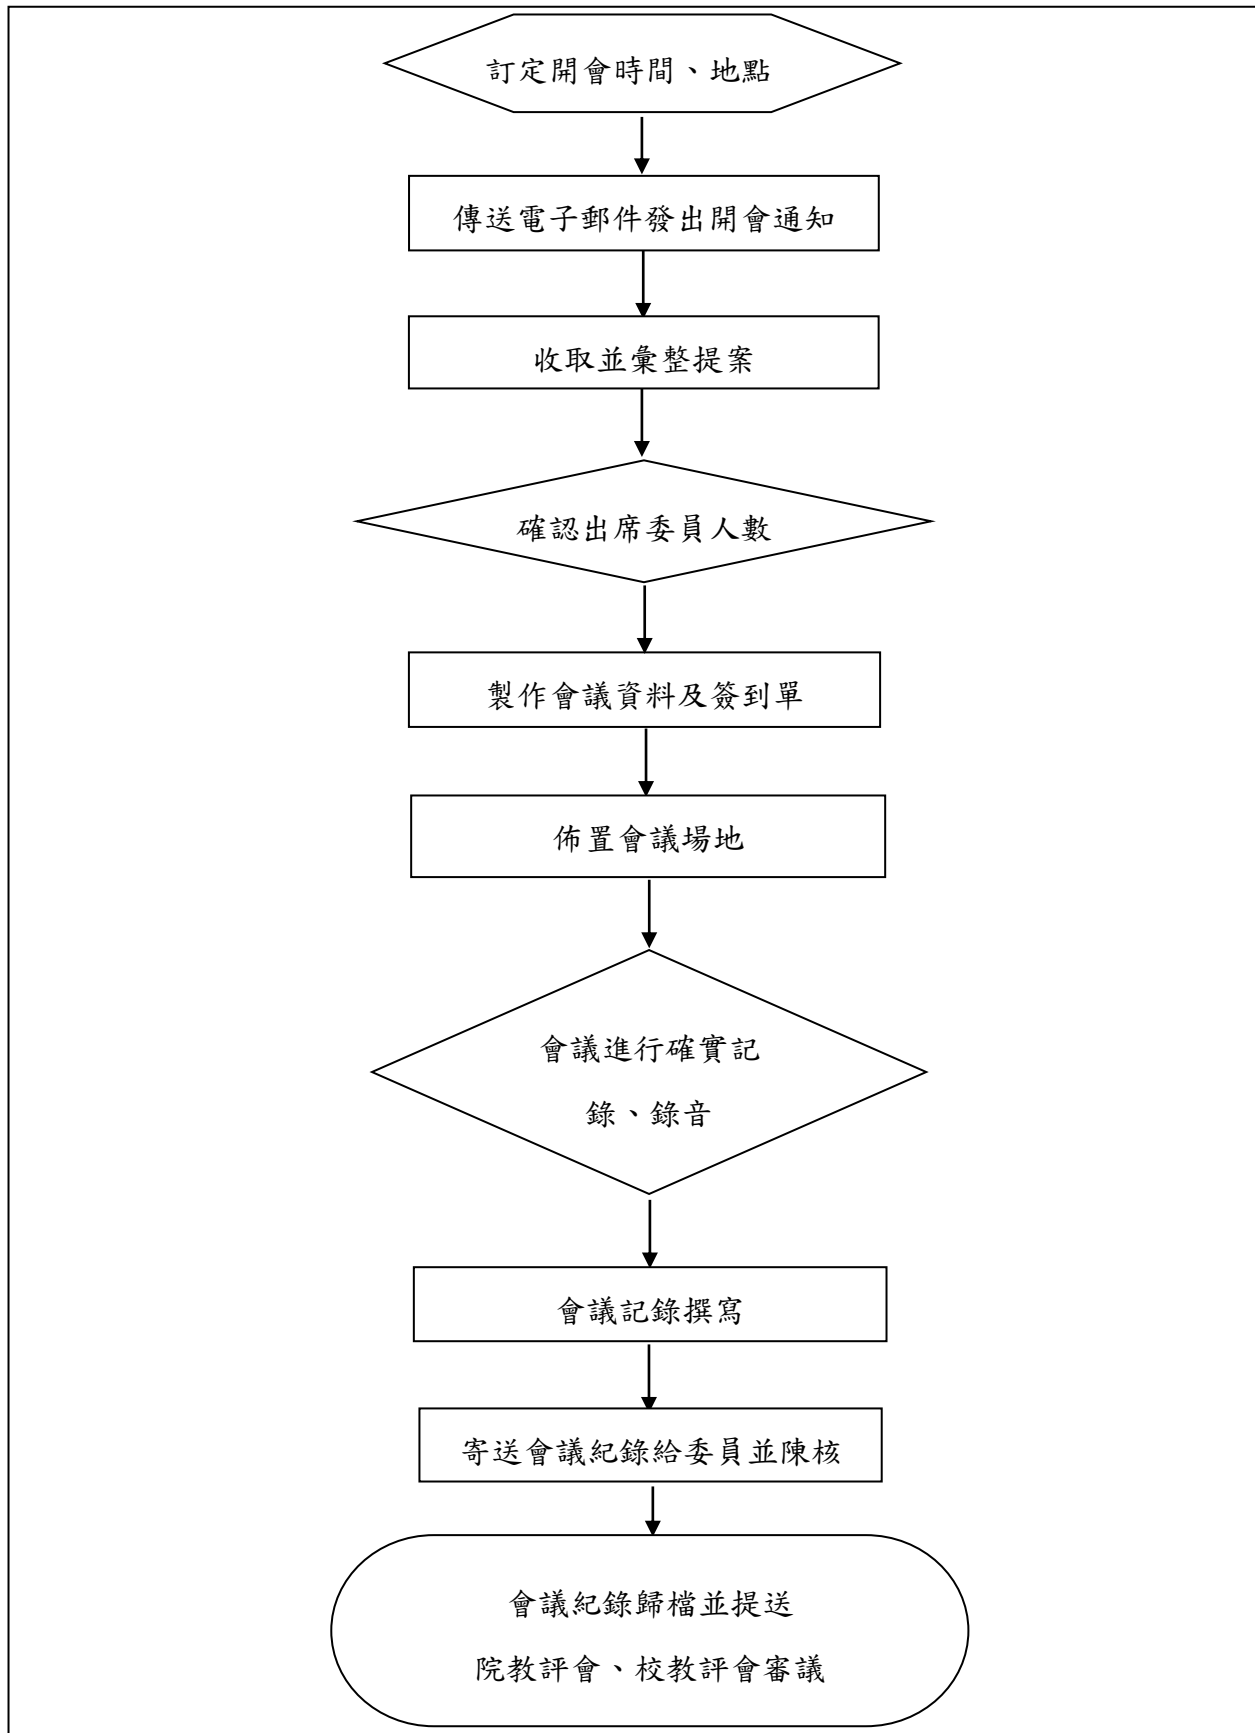 訂定開會時間、地點
傳送電子郵件發出開會通知
收取並彙整提案
確認出席委員人數
製作會議資料及簽到單
佈置會議場地
會議進行確實記
錄、錄音
會議記錄撰寫
寄送會議紀錄給委員並陳核
會議紀錄歸檔並提送
院教評會、校教評會審議